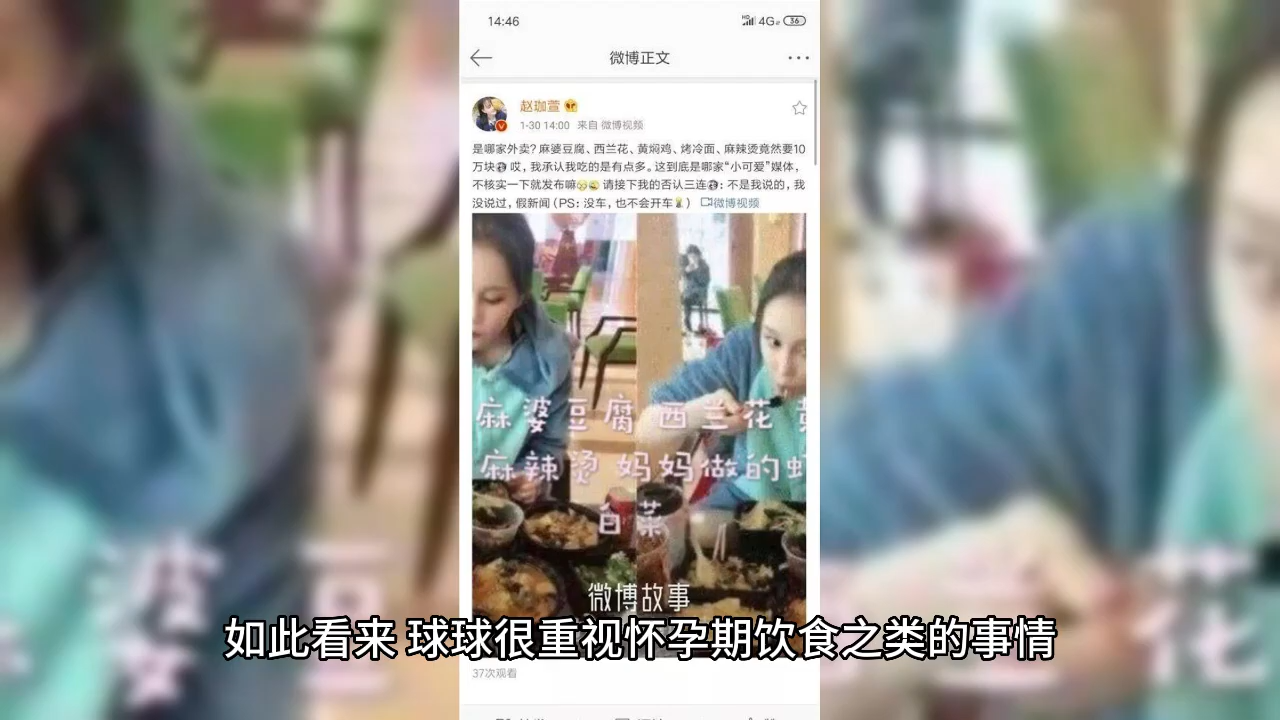 14:46
HD 4G 36
微博正文
赵珈萱
1-30 14:00 来自 微博视频
是哪家外卖?麻婆豆腐、西兰花、黄焖鸡、烤冷面、麻辣烫竟然要10
万块 哎,我承认我吃的是有点多。这到底是哪家“小可爱”媒体,
不核实一下就发布嘛 请接下我的否认三连:不是我说的,我
没说过,假新闻(PS:没车,也不会开车) 微博视频
麻婆豆腐 西兰花 黄
麻辣烫 妈妈做的虾
白菜
微博故事
如此看来 球球很重视怀孕期饮食之类的事情
37次观看
婆 豆
花